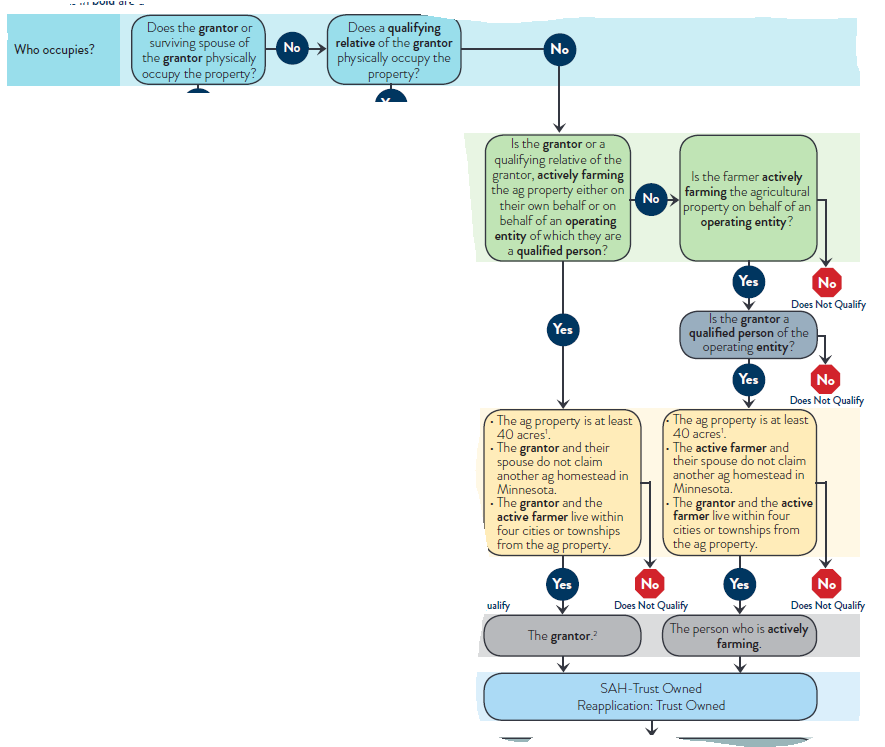 in bold are a
Who occupies?
Does the grantor or
surviving spouse of
the grantor physically
occupy the property?
No
Does a qualifying
relative of the grantor
physically occupy the
property?
No
Is the grantor or a
qualifying relative of the
grantor, actively farming
the ag property either on
their own behalf or on
behalf of an operating
entity of which they are
a qualified person?
No
Is the farmer actively
farming the agricultural
property on behalf of an
operating entity?
Yes
No
Does Not Qualify
Yes
Is the grantor a
qualified person of the
operating entity?
Yes
No
Does Not Qualify
• The ag property is at least
40 acres¹.
• The grantor and their
spouse do not claim
another ag homestead in
Minnesota.
• The grantor and the
active farmer live within
four cities or townships
from the ag property.
• The ag property is at least
40 acres¹.
• The active farmer and
their spouse do not claim
another ag homestead in
Minnesota.
• The grantor and the active
farmer live within four
cities or townships from
the ag property.
Yes
No
Yes
No
ualify
Does Not Qualify
Does Not Qualify
The grantor.²
The person who is actively
farming.
SAH-Trust Owned
Reapplication: Trust Owned